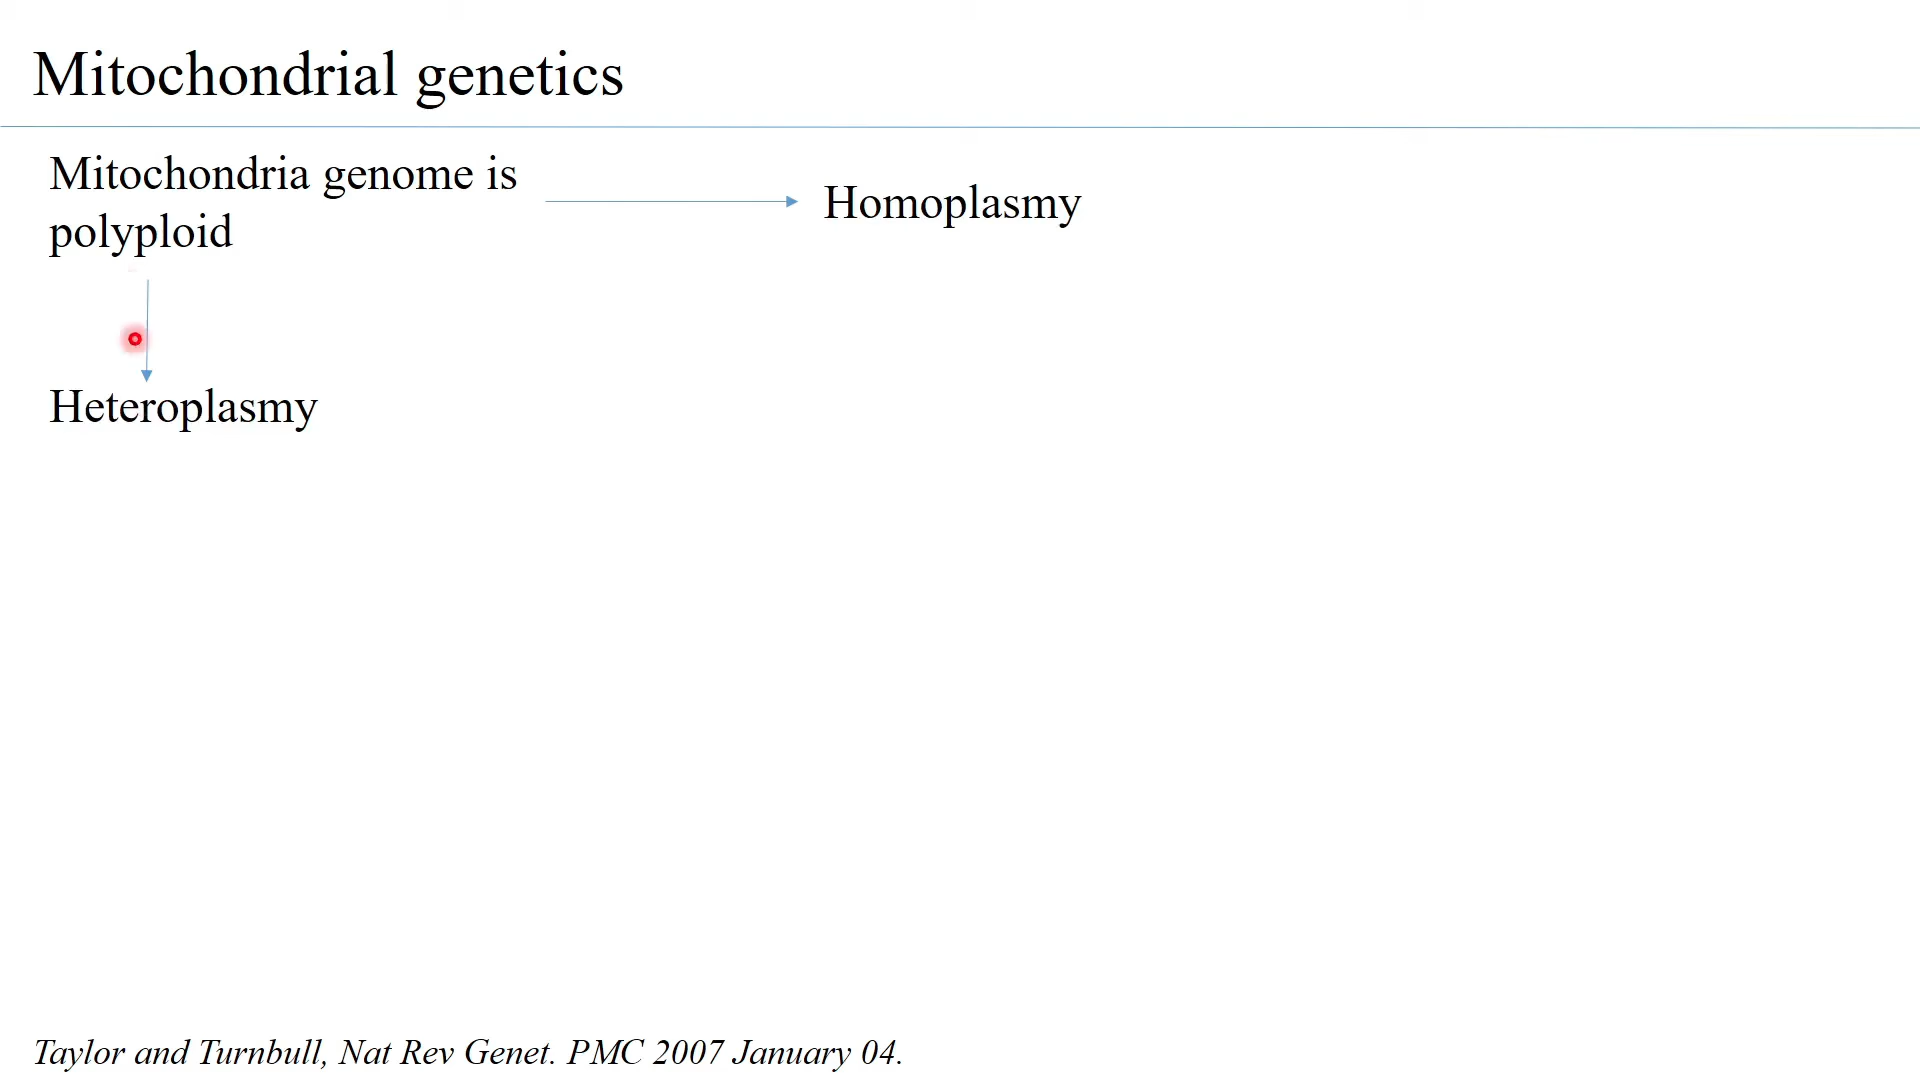 Mitochondrial genetics
Mitochondria genome is
polyploid
Homoplasmy
Heteroplasmy
Taylor and Turnbull, Nat Rev Genet. PMC 2007 January 04.